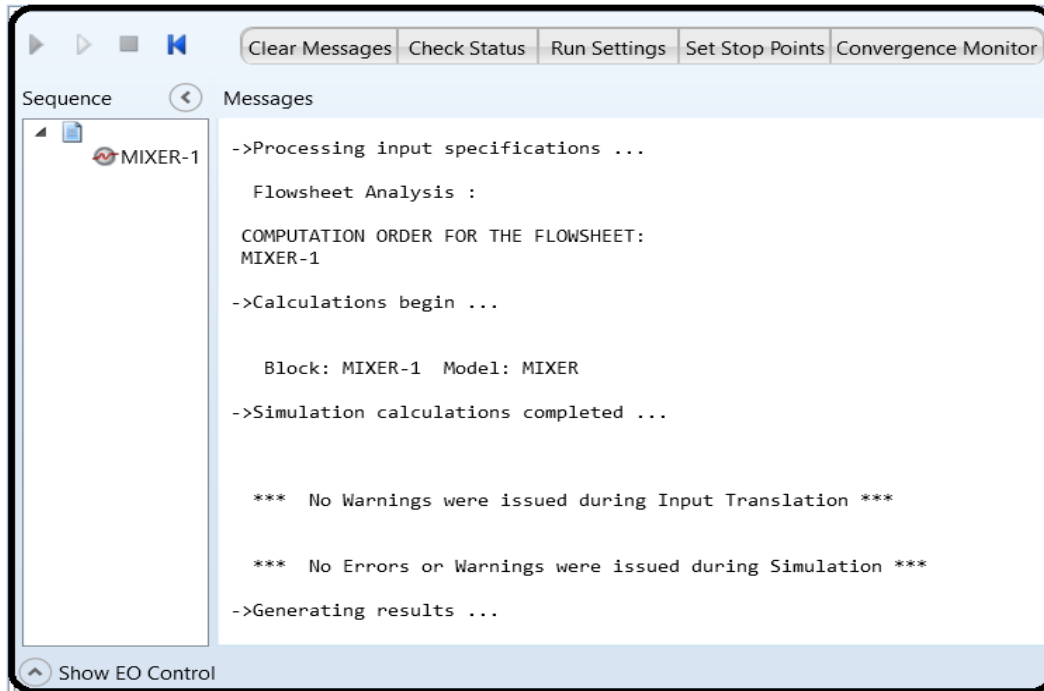 Clear Messages Check Status Run Settings Set Stop Points Convergence Monitor
Sequence
MIXER-1
Messages
->Processing input specifications ...
Flowsheet Analysis :
COMPUTATION ORDER FOR THE FLOWSHEET:
MIXER-1
->Calculations begin ...
Block: MIXER-1 Model: MIXER
->Simulation calculations completed ...
*** No Warnings were issued during Input Translation ***
*** No Errors or Warnings were issued during Simulation ***
->Generating results ...
Show EO Control